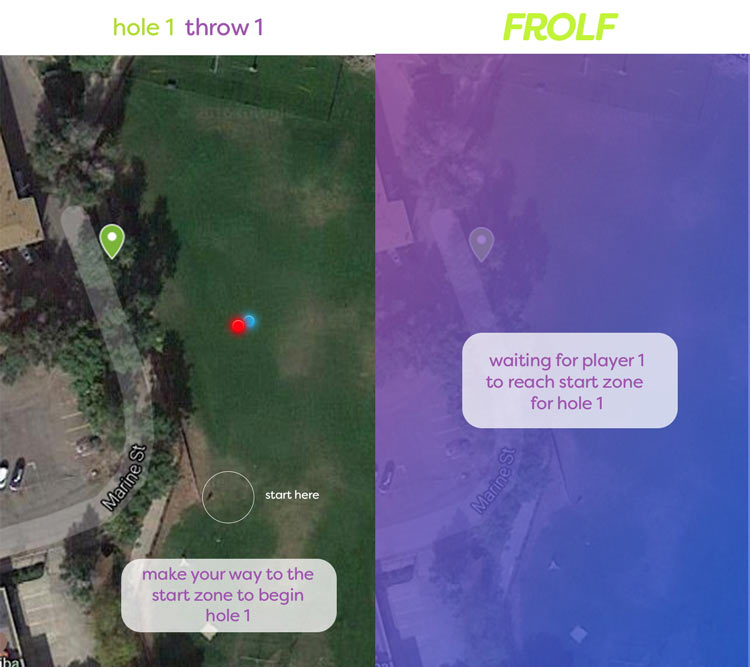 hole 1 throw 1
FROLF
Marine St
start here
make your way to the
start zone to begin
hole 1
Marine St
waiting for player 1
to reach start zone
for hole 1